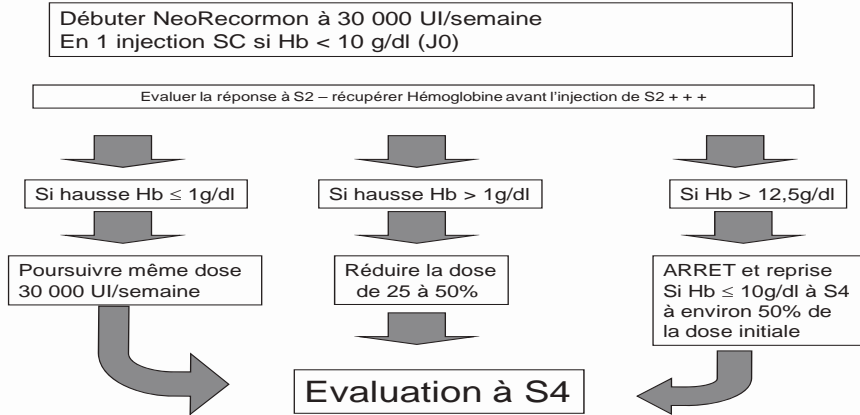 Débuter NeoRecormon à 30 000 UI/semaine
En 1 injection SC si Hb < 10 g/dl (J0)
Evaluer la réponse à S2 – récupérer Hémoglobine avant l'injection de S2 + + +
Si hausse Hb ≤ 1g/dl
Si hausse Hb > 1g/dl
Si Hb > 12,5g/dl
Poursuivre même dose
30 000 UI/semaine
Réduire la dose
de 25 à 50%
ARRET et reprise
Si Hb ≤ 10g/dl à S4
à environ 50% de
la dose initiale
Evaluation à S4